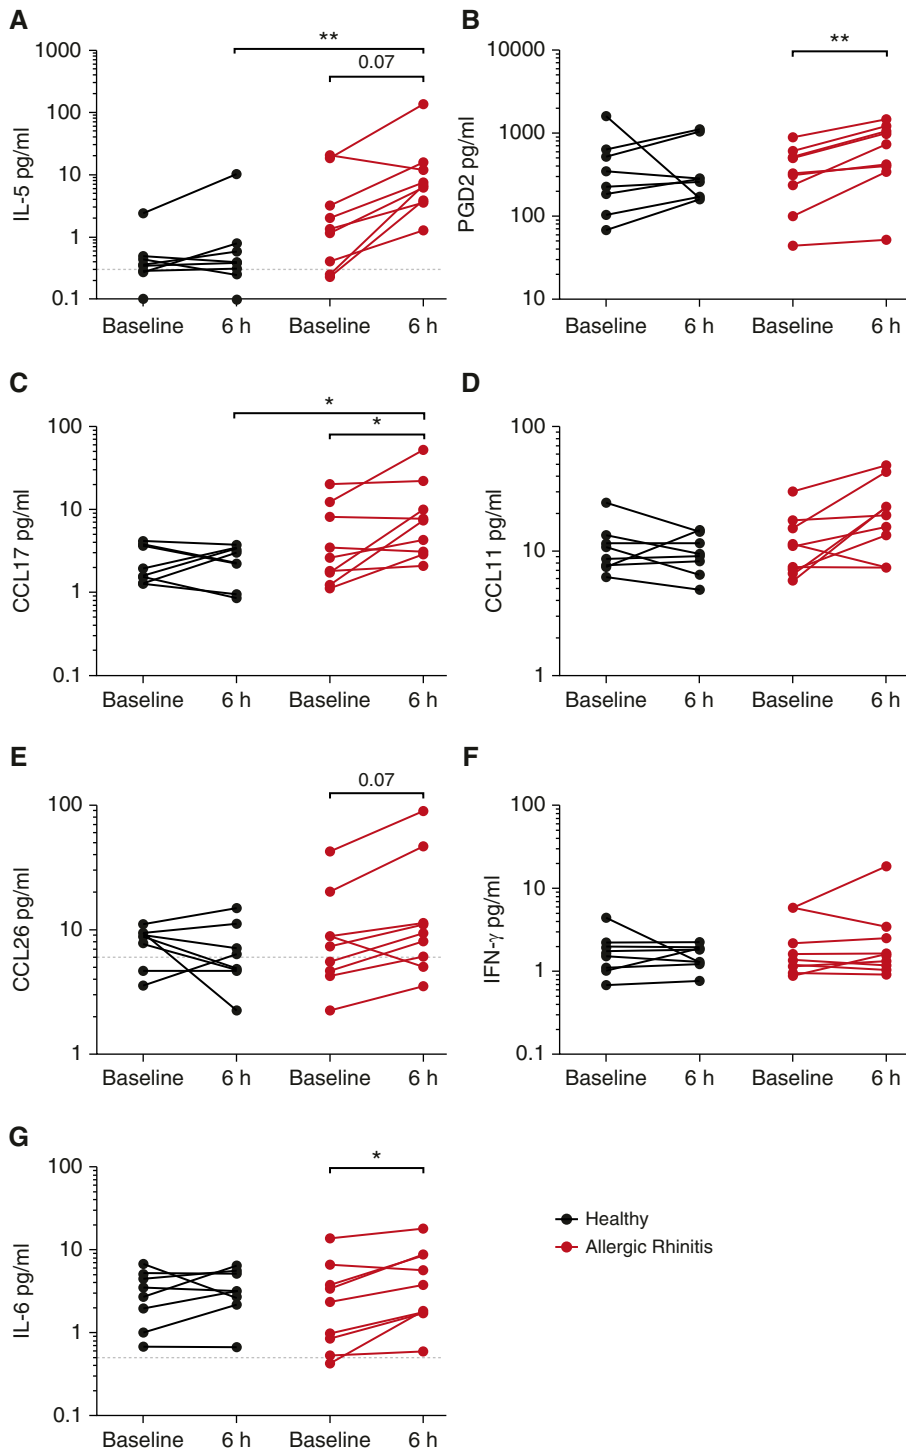 A
B
**
0.07
**
1000
100
10
1
0.1
IL-5 pg/ml
Baseline 6 h Baseline 6 h
10000
1000
100
10
PGD2 pg/ml
Baseline 6 h Baseline 6 h
C
D
*
*
100
10
1
0.1
CCL17 pg/ml
Baseline 6 h Baseline 6 h
100
10
1
CCL11 pg/ml
Baseline 6 h Baseline 6 h
E
F
0.07
100
10
1
CCL26 pg/ml
Baseline 6 h Baseline 6 h
100
10
1
0.1
IFN-γ pg/ml
Baseline 6 h Baseline 6 h
G
*
100
10
1
0.1
IL-6 pg/ml
Baseline 6 h Baseline 6 h
Healthy
Allergic Rhinitis